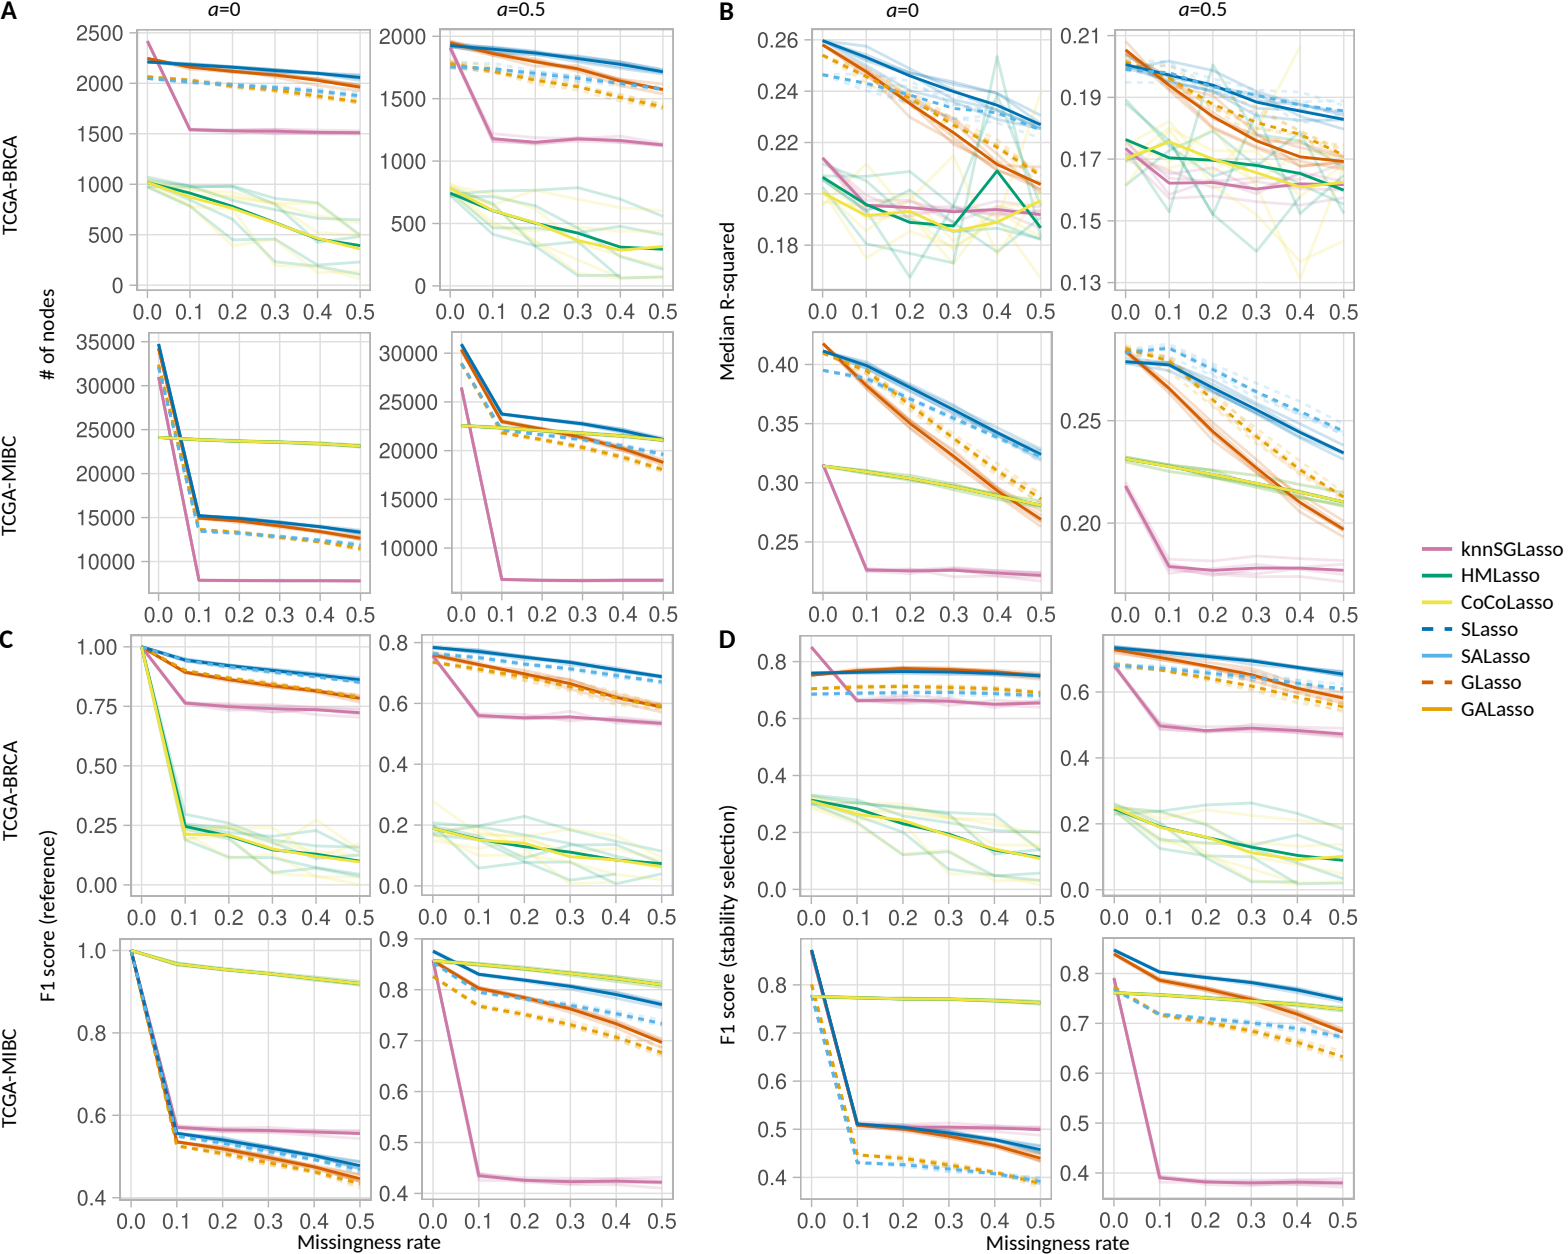 A
a=0
a=0.5
B
a=0
a=0.5
TCGA-BRCA
# of nodes
2500
2000
1500
1000
500
0
0.0 0.1 0.2 0.3 0.4 0.5
2000
1500
1000
500
0
0.0 0.1 0.2 0.3 0.4 0.5
Median R-squared
0.26
0.24
0.22
0.20
0.18
0.0 0.1 0.2 0.3 0.4 0.5
0.21
0.19
0.17
0.15
0.13
0.0 0.1 0.2 0.3 0.4 0.5
TCGA-MIBC
35000
30000
25000
20000
15000
10000
0.0 0.1 0.2 0.3 0.4 0.5
30000
25000
20000
15000
10000
0.0 0.1 0.2 0.3 0.4 0.5
0.40
0.35
0.30
0.25
0.0 0.1 0.2 0.3 0.4 0.5
0.25
0.20
0.0 0.1 0.2 0.3 0.4 0.5
knnSGLasso
HMLasso
CoCoLasso
SLasso
SALasso
GLasso
GALasso
C
D
TCGA-BRCA
F1 score (reference)
1.00
0.75
0.50
0.25
0.00
0.0 0.1 0.2 0.3 0.4 0.5
0.8
0.6
0.4
0.2
0.0
0.0 0.1 0.2 0.3 0.4 0.5
F1 score (stability selection)
0.8
0.6
0.4
0.2
0.0
0.0 0.1 0.2 0.3 0.4 0.5
0.6
0.4
0.2
0.0
0.0 0.1 0.2 0.3 0.4 0.5
TCGA-MIBC
1.0
0.8
0.6
0.4
0.0 0.1 0.2 0.3 0.4 0.5
0.9
0.8
0.7
0.6
0.5
0.4
0.0 0.1 0.2 0.3 0.4 0.5
0.8
0.7
0.6
0.5
0.4
0.0 0.1 0.2 0.3 0.4 0.5
0.8
0.7
0.6
0.5
0.4
0.0 0.1 0.2 0.3 0.4 0.5
Missingness rate
Missingness rate